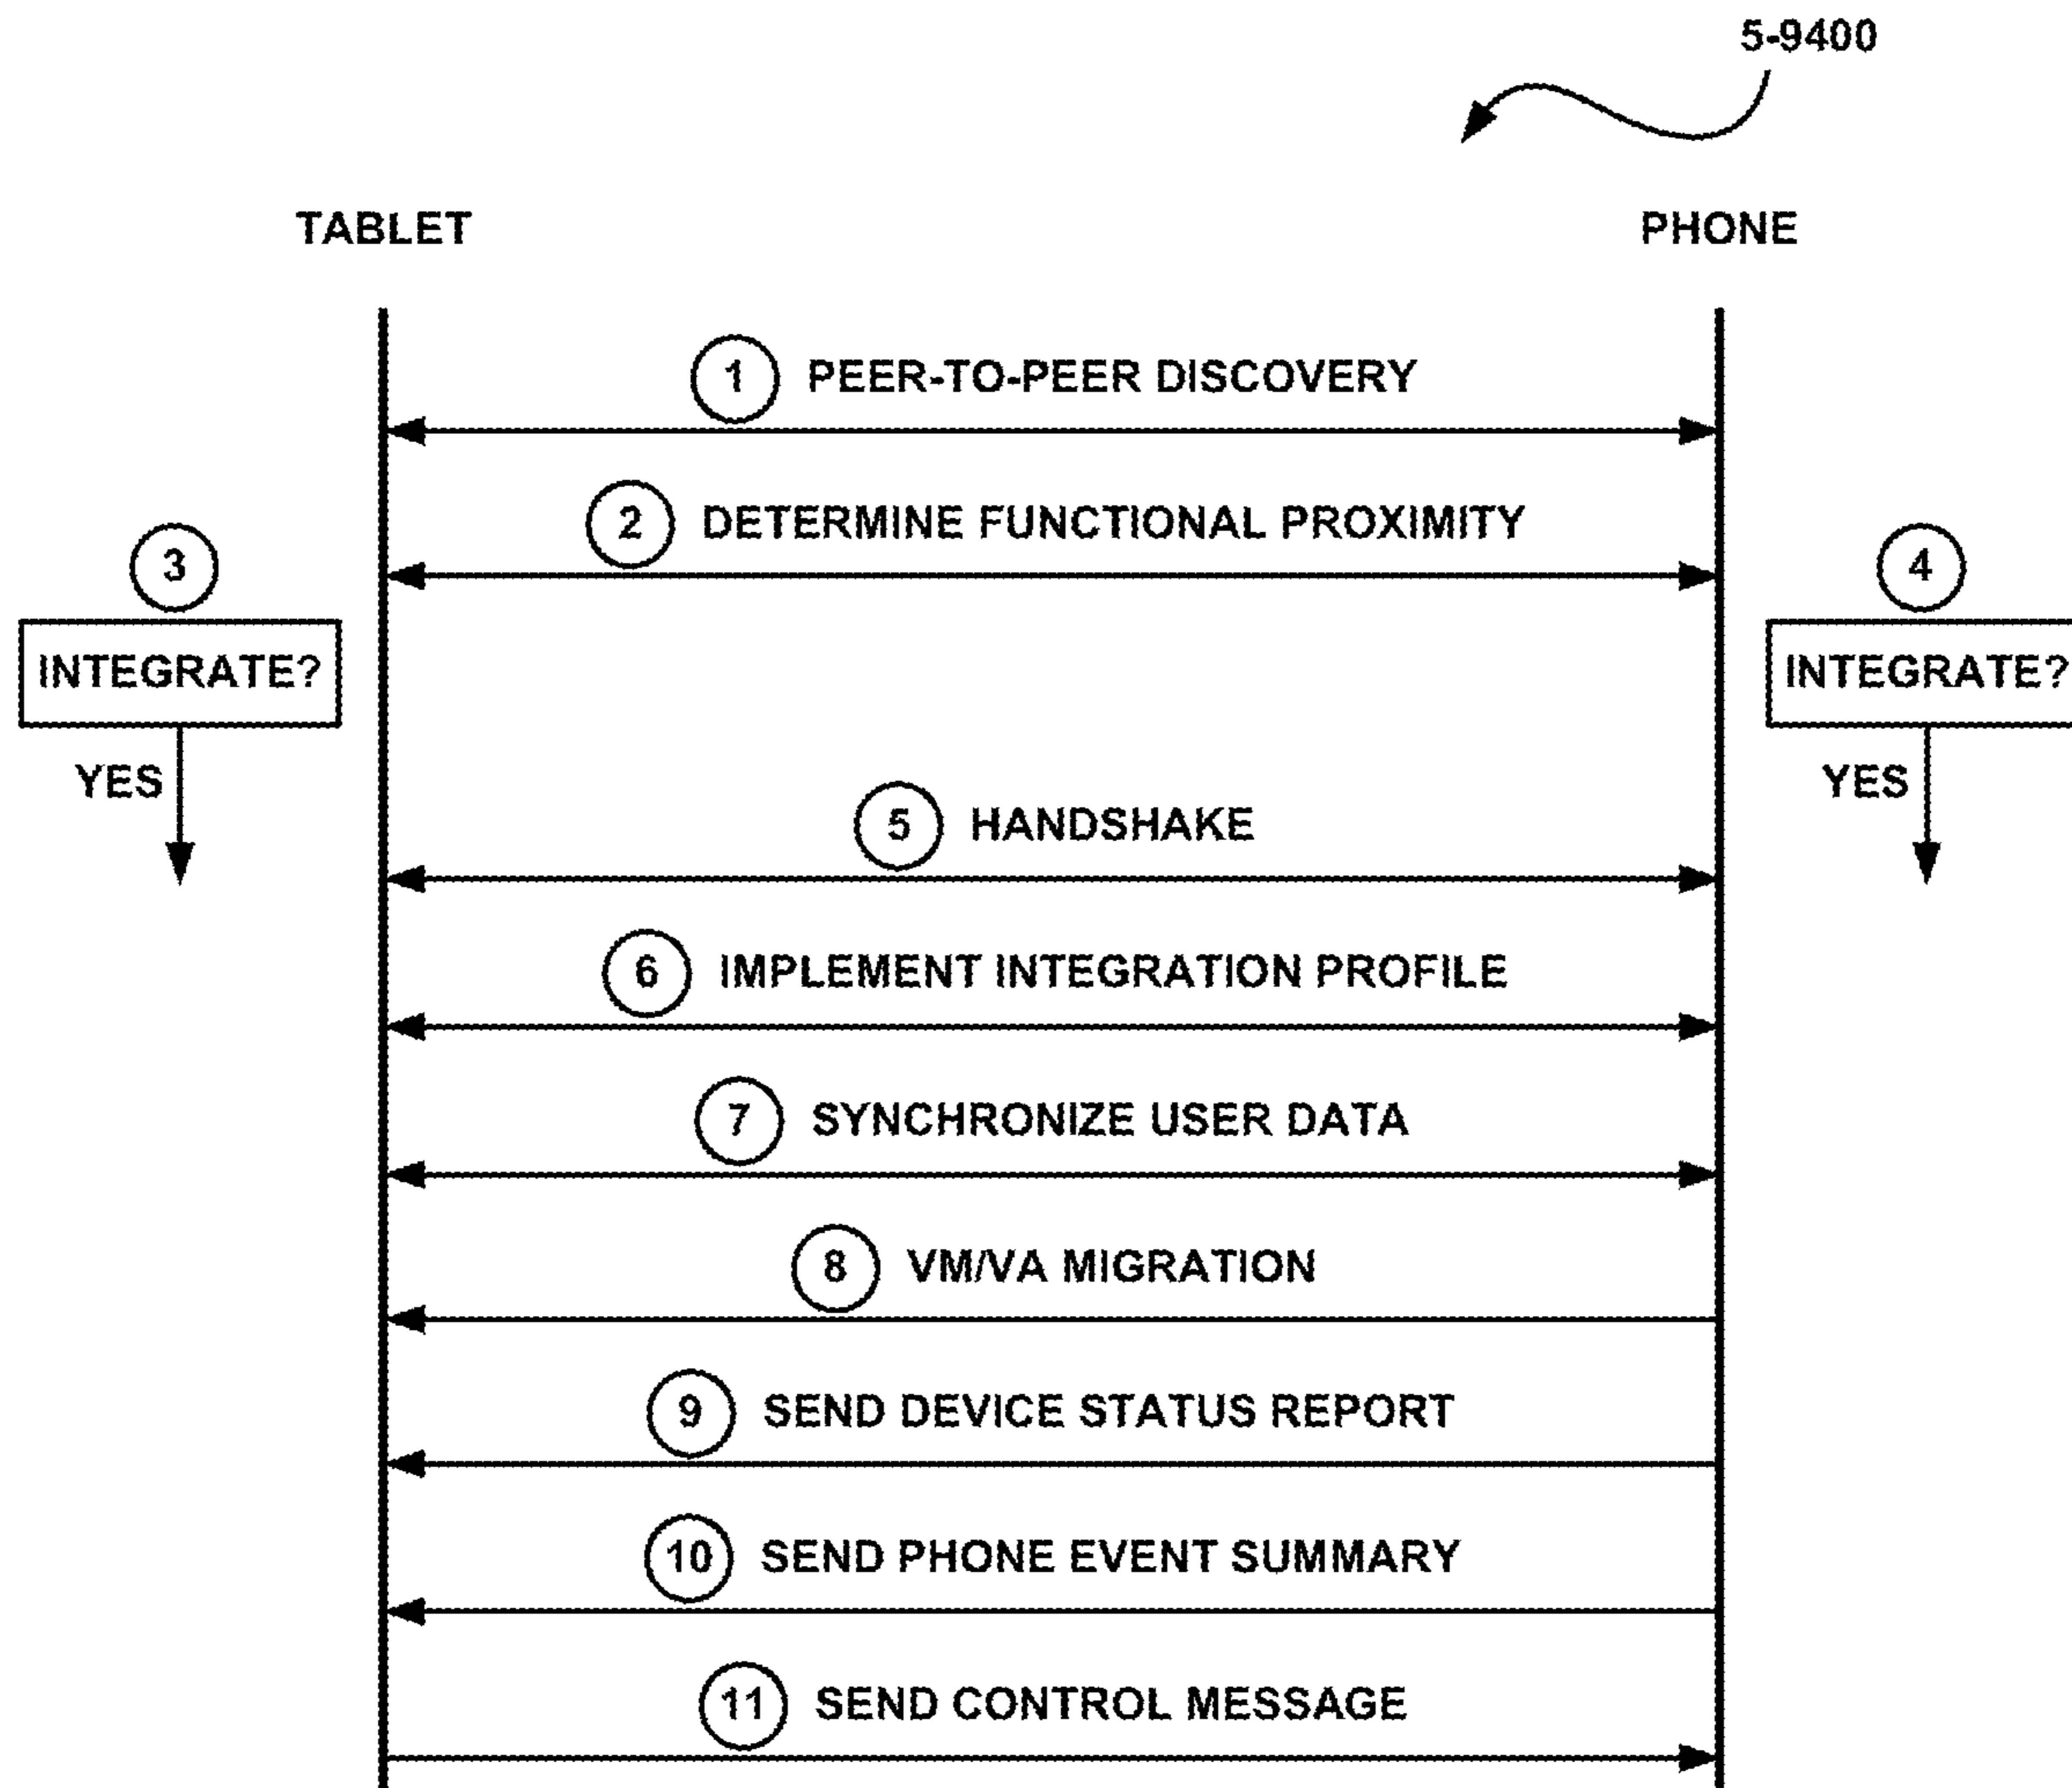 5-9400
TABLET
PHONE
1 PEER-TO-PEER DISCOVERY
2 DETERMINE FUNCTIONAL PROXIMITY
3
4
INTEGRATE?
INTEGRATE?
YES
YES
5 HANDSHAKE
6 IMPLEMENT INTEGRATION PROFILE
7 SYNCHRONIZE USER DATA
8 VM/VA MIGRATION
9 SEND DEVICE STATUS REPORT
10 SEND PHONE EVENT SUMMARY
11 SEND CONTROL MESSAGE